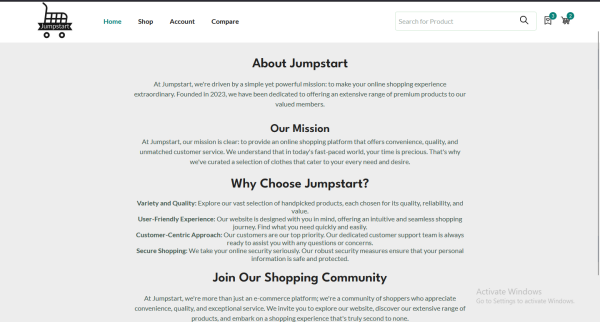 Jumpstart
Home Shop Account Compare
Search for Product
About Jumpstart
At Jumpstart, we're driven by a simple yet powerful mission: to make your online shopping experience
extraordinary. Founded in 2023, we have been dedicated to offering an extensive range of premium products to our
valued members.
Our Mission
At Jumpstart, our mission is clear: to provide an online shopping platform that offers convenience, quality, and
unmatched customer service. We understand that in today's fast-paced world, your time is precious. That's why
we've curated a selection of clothes that cater to your every need and desire.
Why Choose Jumpstart?
Variety and Quality: Explore our vast selection of handpicked products, each chosen for its quality, reliability, and
value.
User-Friendly Experience: Our website is designed with you in mind, offering an intuitive and seamless shopping
journey. Find what you need quickly and easily.
Customer-Centric Approach: Our customers are our top priority. Our dedicated customer support team is always
ready to assist you with any questions or concerns.
Secure Shopping: We take your online security seriously. Our robust security measures ensure that your personal
information is safe and protected.
Join Our Shopping Community
At Jumpstart, we're more than just an e-commerce platform; we're a community of shoppers who appreciate
convenience, quality, and exceptional service. We invite you to explore our website, discover our extensive range of
products, and embark on a shopping experience that's truly second to none.
Activate Windows
Go to Settings to activate Windows.